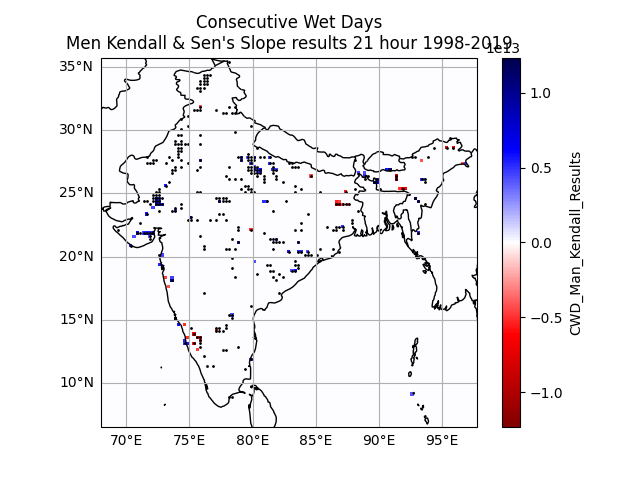 Consecutive Wet Days
Men Kendall & Sen's Slope results 21 hour 1998-2019
1e13
35°N
30°N
25°N
20°N
15°N
10°N
70°E 75°E 80°E 85°E 90°E 95°E
1.0
0.5
0.0
−0.5
−1.0
CWD_Man_Kendall_Results